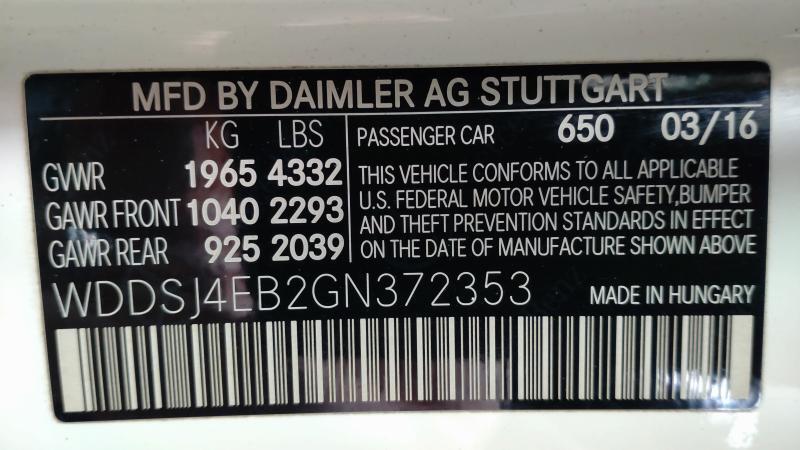 MFD BY DAIMLER AG STUTTGART
KG LBS
GVWR 1965 4332
GAWR FRONT 1040 2293
GAWR REAR 925 2039
PASSENGER CAR 650 03/16
THIS VEHICLE CONFORMS TO ALL APPLICABLE
U.S. FEDERAL MOTOR VEHICLE SAFETY, BUMPER
AND THEFT PREVENTION STANDARDS IN EFFECT
ON THE DATE OF MANUFACTURE SHOWN ABOVE
WDDSJ4EB2GN372353
MADE IN HUNGARY